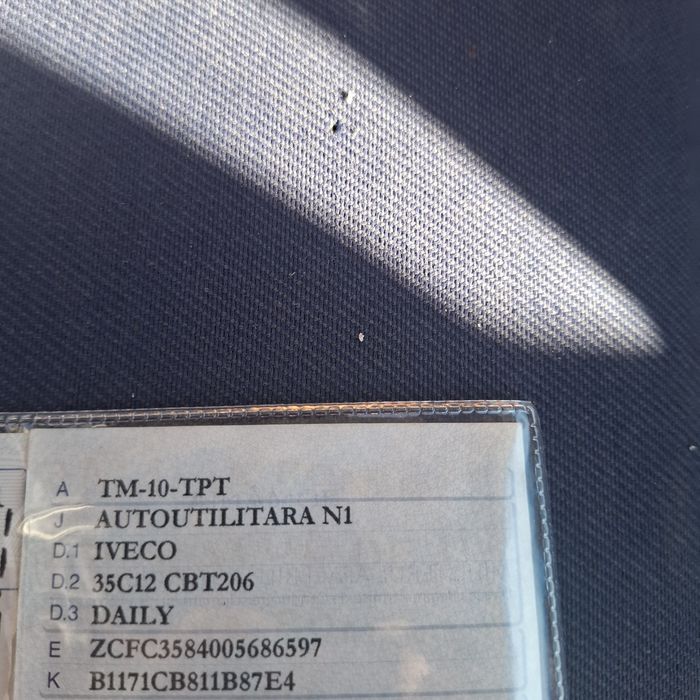 A TM-10-TPT
J AUTOUTILITARA N1
D.1 IVECO
D.2 35C12 CBT206
D.3 DAILY
E ZCFC3584005686597
K B1171CB811B87E4